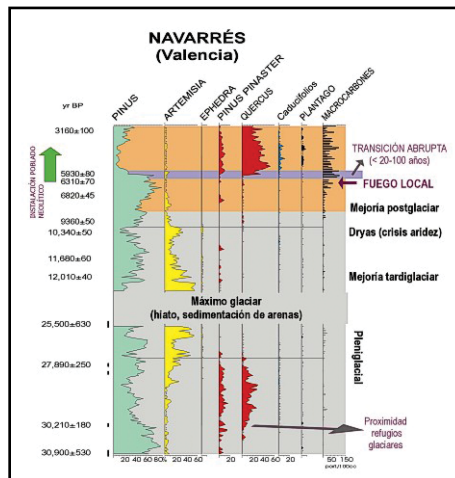 NAVARRÉS
(Valencia)
yr BP
PINUS
ARTEMISIA
EPHEDRA
PINUS PINASTER
QUERCUS
Caducifolios
PLANTAGO
MACROCARBONES
3160±100
TRANSICIÓN ABRUPTA
(< 20-100 años)
INSTALACIÓN POBLADO
NEOLÍTICO
5930±80
6310±70
FUEGO LOCAL
6820±45
Mejoría postglaciar
9360±50
10,340±50
Dryas (crisis aridez)
11,680±60
12,010±40
Mejoría tardiglaciar
Máximo glaciar
(hiato, sedimentación de arenas)
25,500±630
Pleniglacial
27,890±250
30,210±180
Proximidad
refugios
glaciares
30,900±530
20 40 60 80% 20 40 60 20 20 40 60 20 50 150
part/100cc